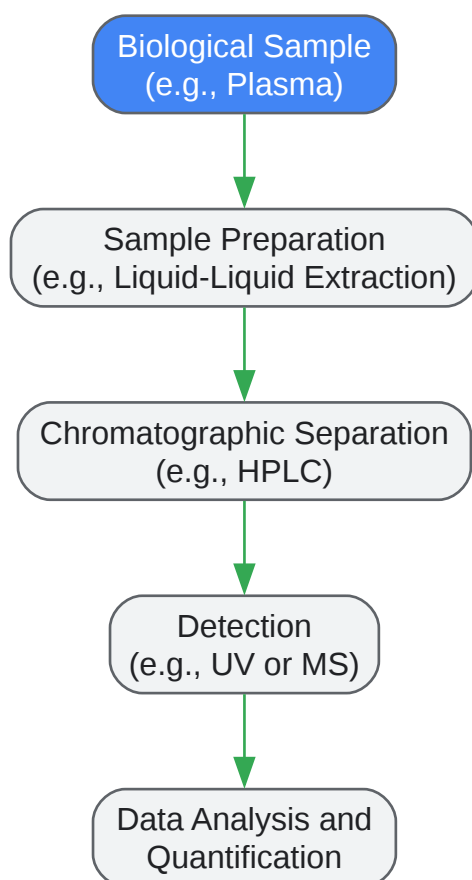 Biological Sample
(e.g., Plasma)
Sample Preparation
(e.g., Liquid-Liquid Extraction)
Chromatographic Separation
(e.g., HPLC)
Detection
(e.g., UV or MS)
Data Analysis and
Quantification